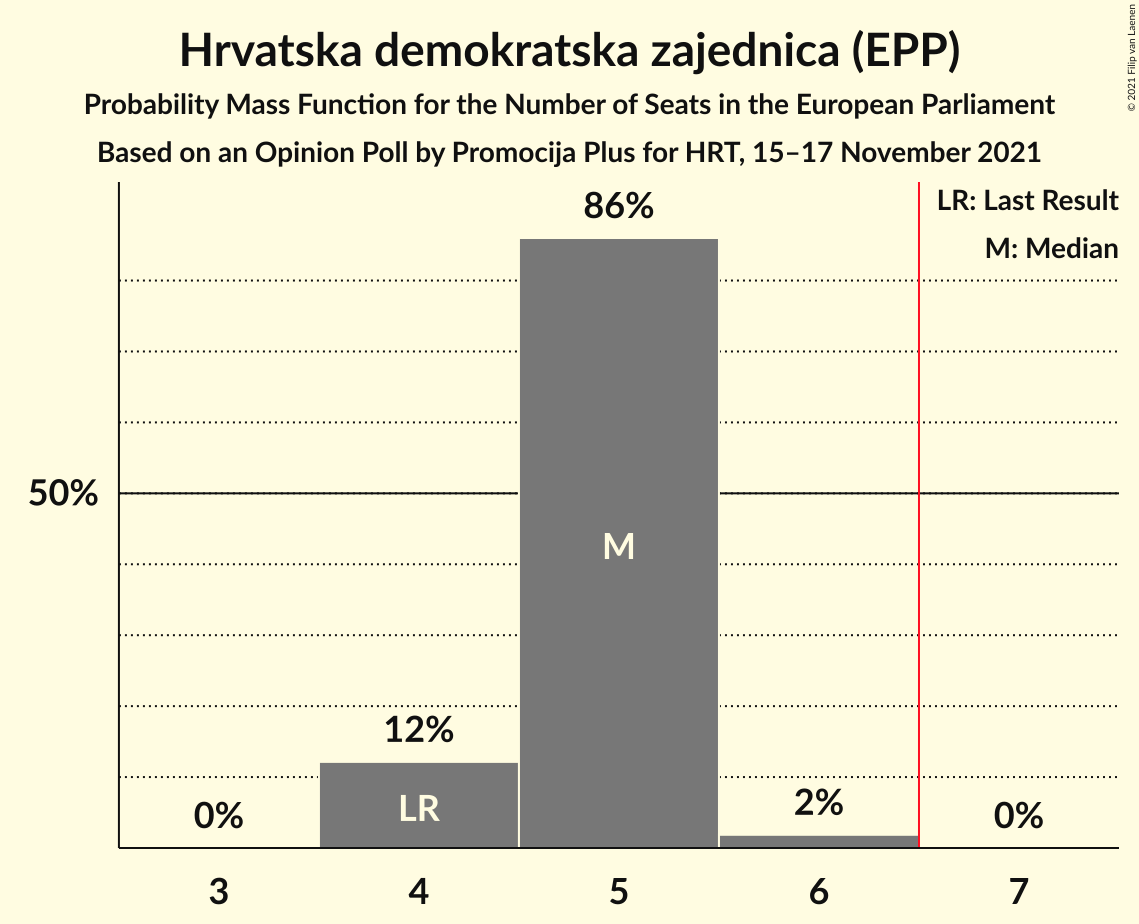 Hrvatska demokratska zajednica (EPP)
Probability Mass Function for the Number of Seats in the European Parliament
Based on an Opinion Poll by Promocija Plus for HRT, 15–17 November 2021
© 2021 Filip van Laenen
LR: Last Result
M: Median
86%
50%
M
12%
LR
0%
2%
0%
3
4
5
6
7